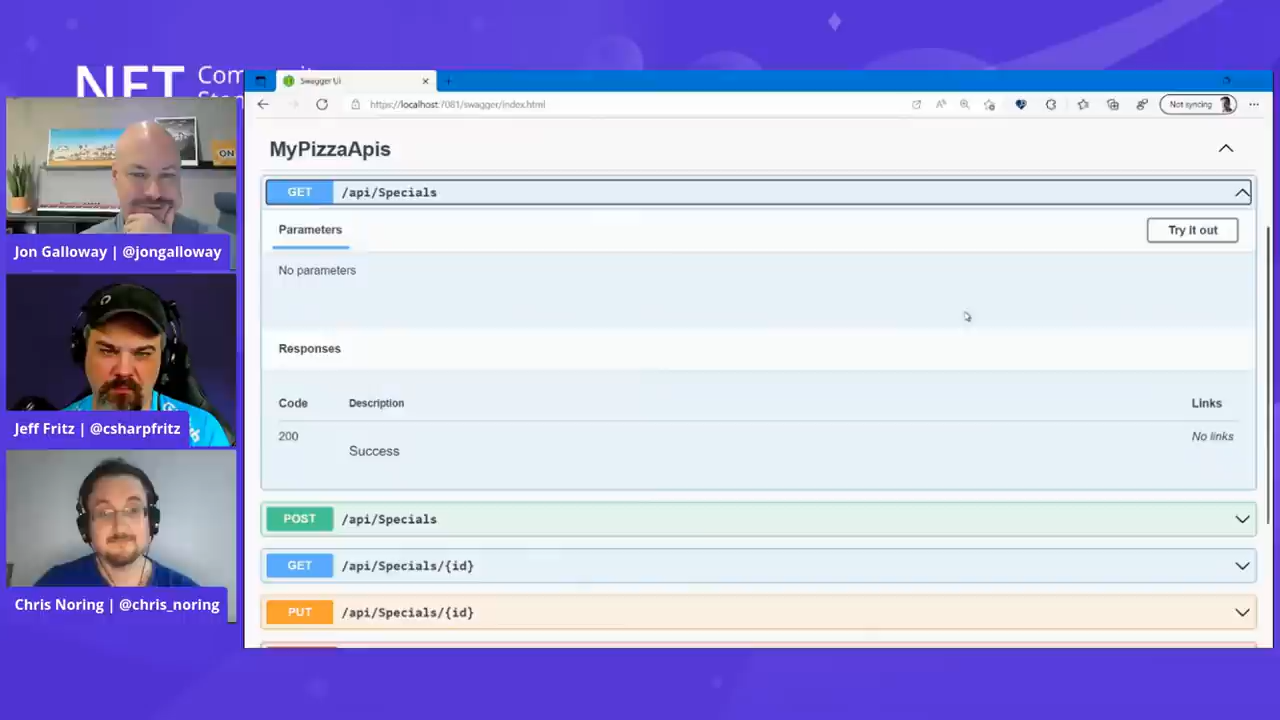 NET Com
Swagger UI
https://localhost:7081/swagger/index.html
Not syncing
MyPizzaApis
GET /api/Specials
Parameters
Try it out
No parameters
Responses
Code Description Links
200 Success No links
POST /api/Specials
GET /api/Specials/{id}
PUT /api/Specials/{id}
ON
Jon Galloway | @jongalloway
Jeff Fritz | @csharpfritz
Chris Noring | @chris_noring